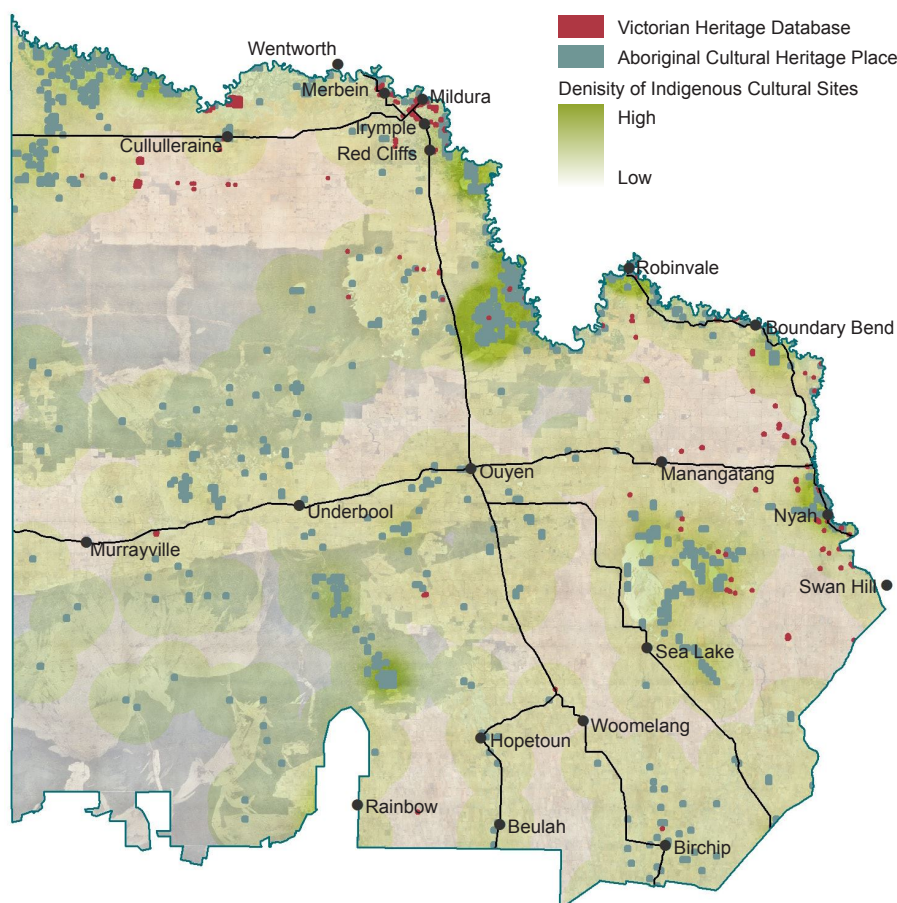 Victorian Heritage Database
Aboriginal Cultural Heritage Place
Denisity of Indigenous Cultural Sites
High
Low
Wentworth
Merbein
Mildura
Irymple
Cullulleraine
Red Cliffs
Robinvale
Boundary Bend
Ouyen
Manangatang
Underbool
Nyah
Murrayville
Swan Hill
Sea Lake
Woomelang
Hopetoun
Rainbow
Beulah
Birchip